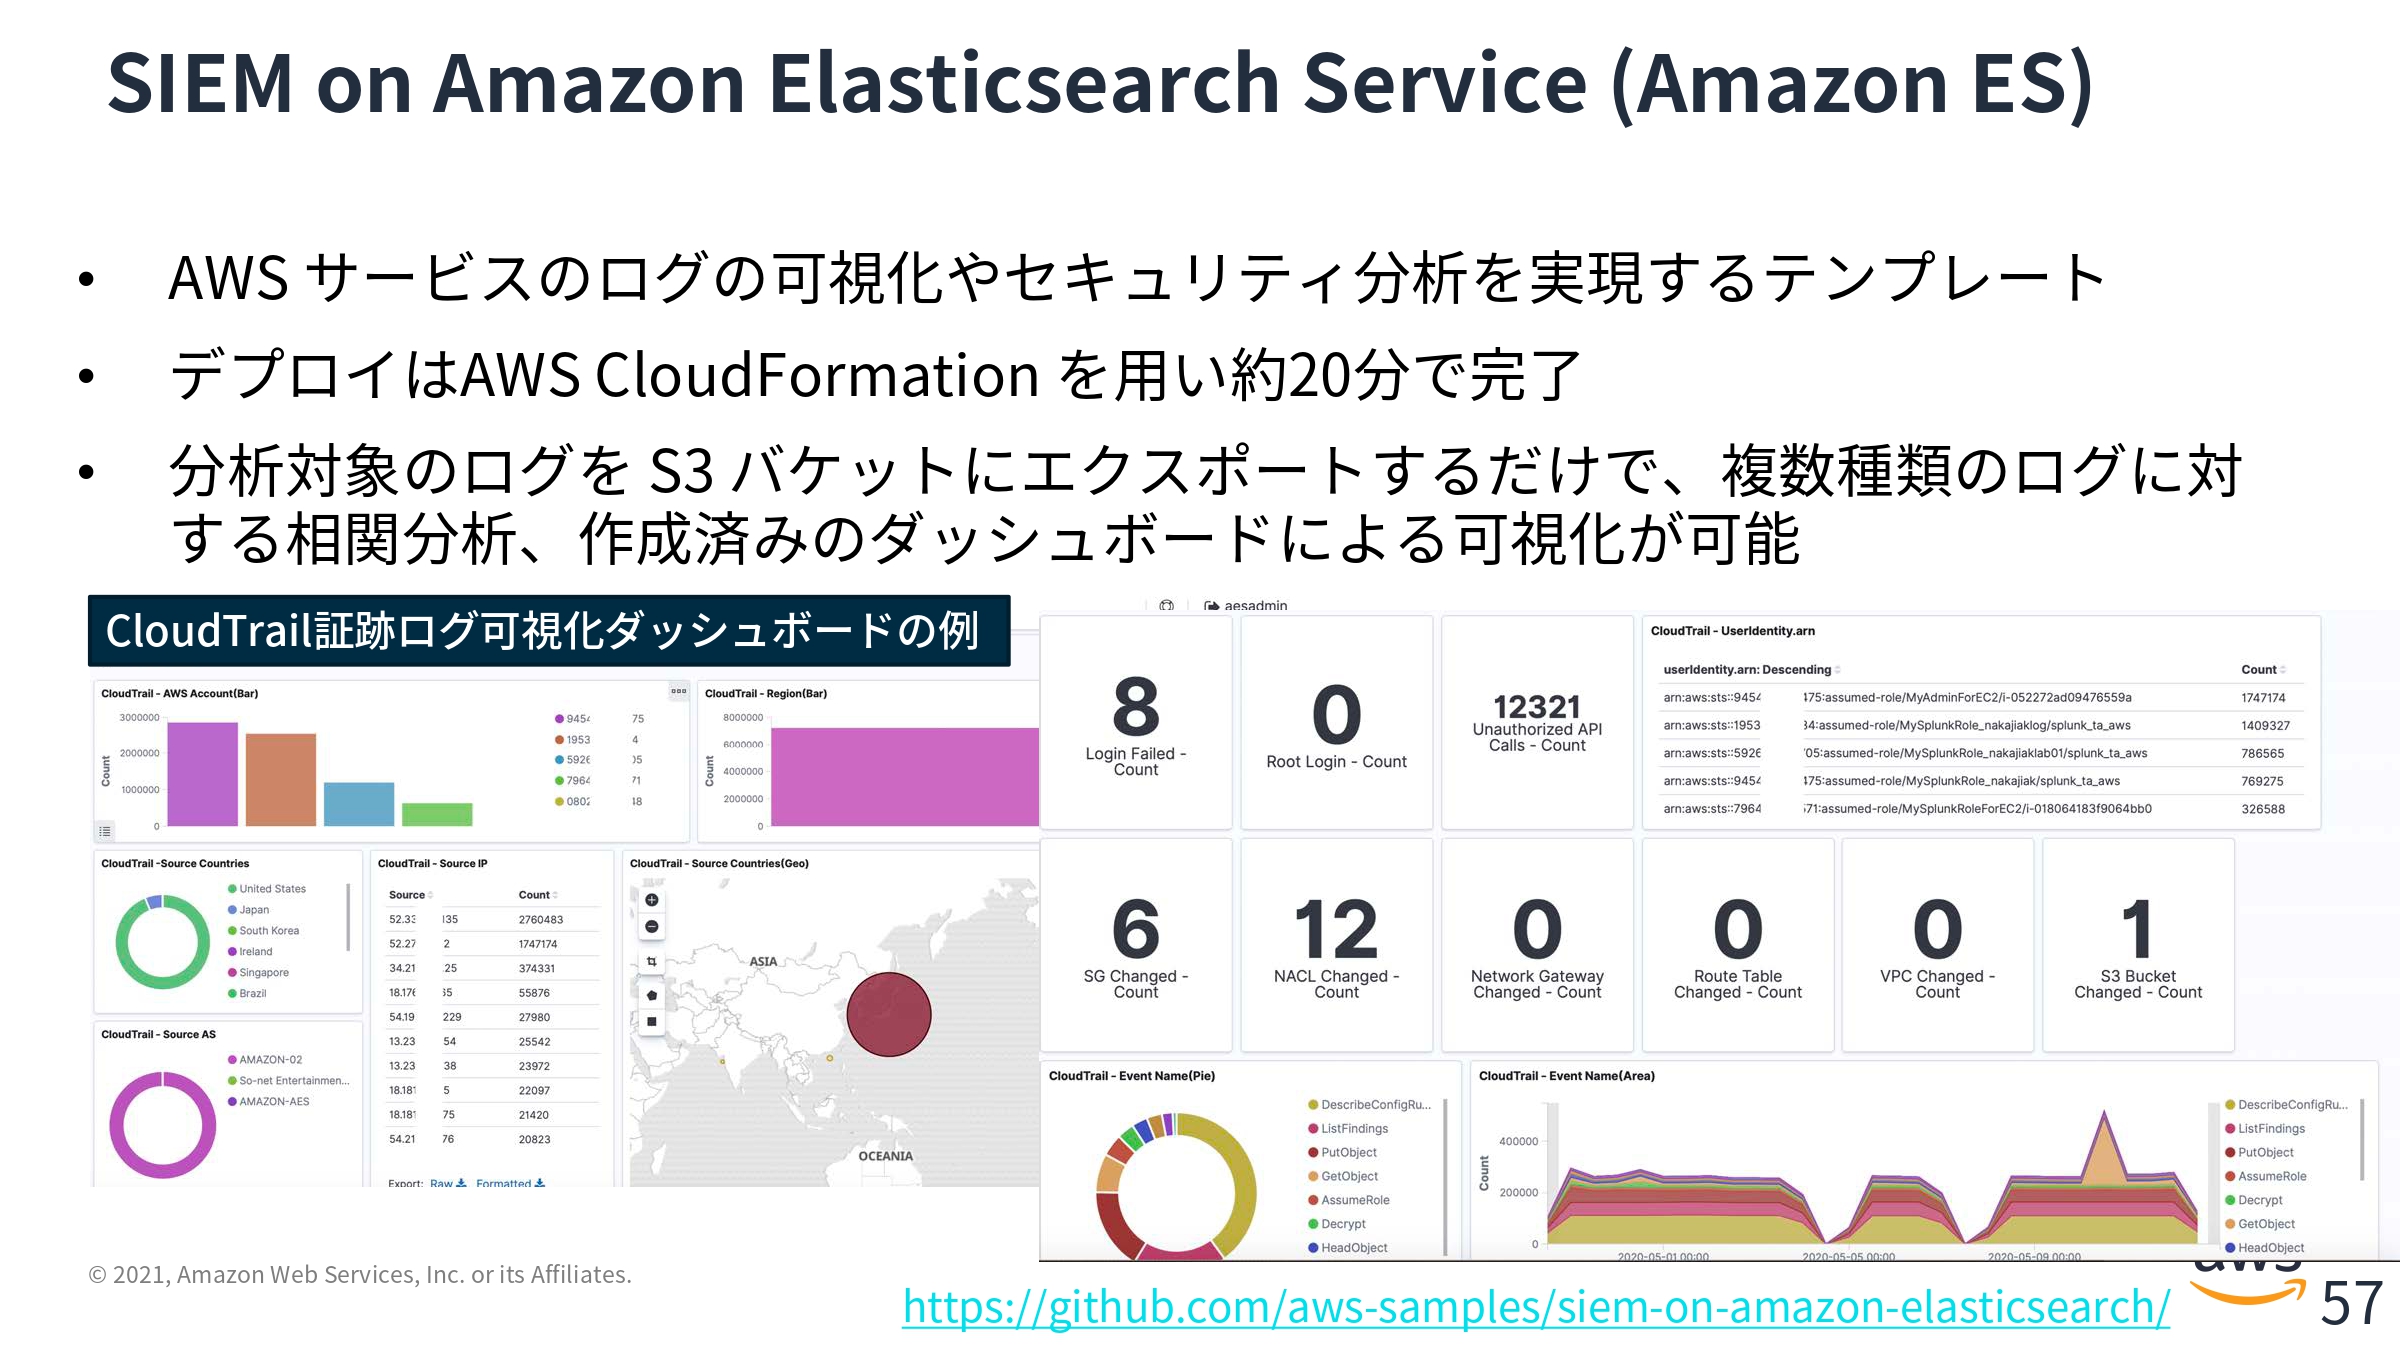 SIEM on Amazon Elasticsearch Service (Amazon ES)
• AWS サービスのログの可視化やセキュリティ分析を実現するテンプレート
• デプロイはAWS CloudFormation を用い約20分で完了
• 分析対象のログを S3 バケットにエクスポートするだけで、複数種類のログに対
する相関分析、作成済みのダッシュボードによる可視化が可能
CloudTrail証跡ログ可視化ダッシュボードの例
CloudTrail - AWS Account(Bar)
Count
3000000
2000000
1000000
0
9454 75
1953 4
5926 05
7964 71
0802 18
CloudTrail - Region(Bar)
Count
8000000
6000000
4000000
2000000
0
CloudTrail -Source Countries
United States
Japan
South Korea
Ireland
Singapore
Brazil
CloudTrail - Source AS
AMAZON-02
So-net Entertainmen...
AMAZON-AES
CloudTrail - Source IP
Source Count
52.33 135 2760483
52.27 2 1747174
34.21 25 374331
18.176 55 55876
54.19 229 27980
13.23 54 25542
13.23 38 23972
18.181 5 22097
18.181 75 21420
54.21 76 20823
Export: Raw Formatted
CloudTrail - Source Countries(Geo)
ASIA
OCEANIA
aesadmin
8
Login Failed -
Count
0
Root Login - Count
12321
Unauthorized API
Calls - Count
CloudTrail - UserIdentity.arn
userIdentity.arn: Descending Count
arn:aws:sts::9454 475:assumed-role/MyAdminForEC2/i-052272ad09476559a 1747174
arn:aws:sts::1953 34:assumed-role/MySplunkRole_nakajiaklog/splunk_ta_aws 1409327
arn:aws:sts::5926 05:assumed-role/MySplunkRole_nakajiaklab01/splunk_ta_aws 786565
arn:aws:sts::9454 475:assumed-role/MySplunkRole_nakajiak/splunk_ta_aws 769275
arn:aws:sts::7964 571:assumed-role/MySplunkRoleForEC2/i-018064183f9064bb0 326588
6
SG Changed -
Count
12
NACL Changed -
Count
0
Network Gateway
Changed - Count
0
Route Table
Changed - Count
0
VPC Changed -
Count
1
S3 Bucket
Changed - Count
CloudTrail - Event Name(Pie)
DescribeConfigRu...
ListFindings
PutObject
GetObject
AssumeRole
Decrypt
HeadObject
CloudTrail - Event Name(Area)
Count
400000
200000
0
2020-05-01 00:00
2020-05-05 00:00
2020-05-09 00:00
DescribeConfigRu...
ListFindings
PutObject
AssumeRole
Decrypt
GetObject
HeadObject
© 2021, Amazon Web Services, Inc. or its Affiliates.
https://github.com/aws-samples/siem-on-amazon-elasticsearch/
aws
57